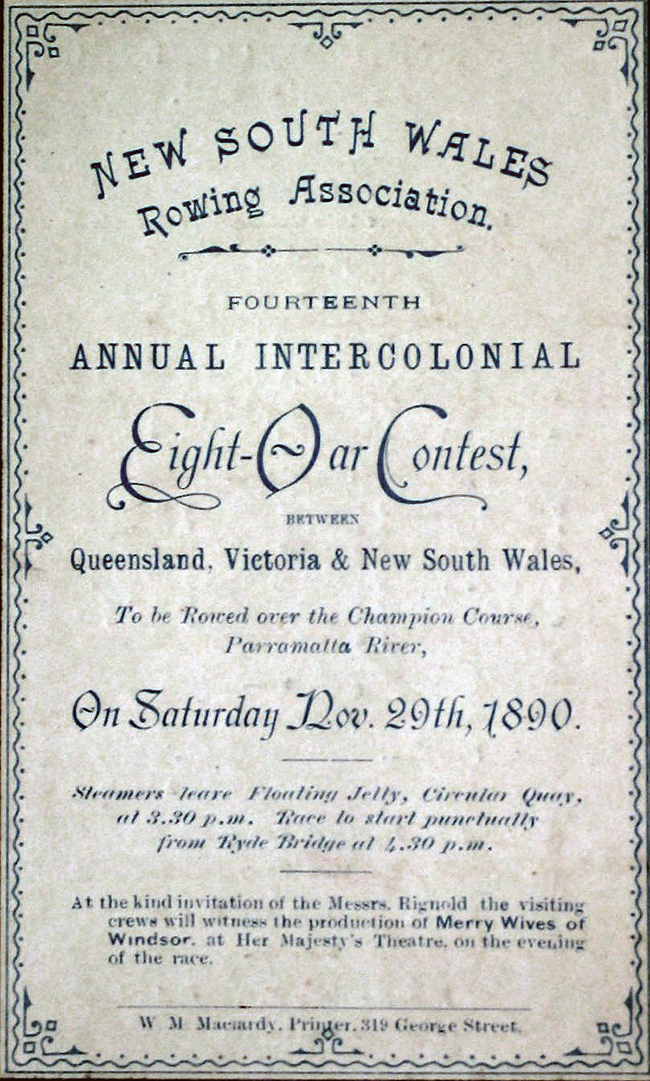 NEW SOUTH WALES
Rowing Association.
FOURTEENTH
ANNUAL INTERCOLONIAL
Eight-Oar Contest,
BETWEEN
Queensland, Victoria & New South Wales,
To be Rowed over the Champion Course,
Parramatta River,
On Saturday Nov. 29th, 1890.
Steamers leave Floating Jetty, Circular Quay,
at 3.30 p.m. Race to start punctually
from Ryde Bridge at 4.30 p.m.
At the kind invitation of the Messrs. Rignold the visiting
crews will witness the production of Merry Wives of
Windsor, at Her Majesty's Theatre, on the evening
of the race.
W. M. Maclardy, Printer, 319 George Street.